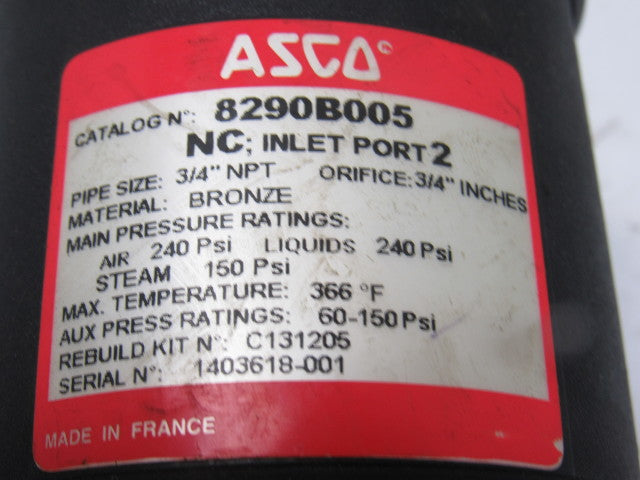 ASCO
CATALOG N°: 8290B005
NC; INLET PORT 2
PIPE SIZE: 3/4" NPT ORIFICE: 3/4" INCHES
MATERIAL: BRONZE
MAIN PRESSURE RATINGS:
AIR 240 Psi LIQUIDS 240 Psi
STEAM 150 Psi
MAX. TEMPERATURE: 366 °F
AUX PRESS RATINGS: 60-150 Psi
REBUILD KIT N°: C131205
SERIAL N°: 1403618-001
MADE IN FRANCE